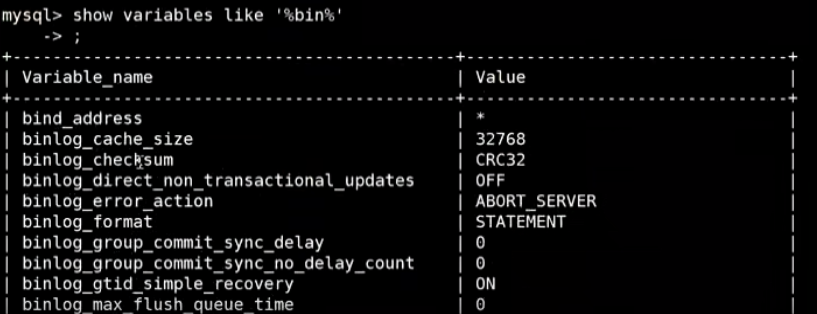 mysql> show variables like '%bin%'
    -> ;
+--------------------------------------------+--------------------------------+
| Variable_name | Value |
+--------------------------------------------+--------------------------------+
| bind_address | * |
| binlog_cache_size | 32768 |
| binlog_checksum | CRC32 |
| binlog_direct_non_transactional_updates | OFF |
| binlog_error_action | ABORT_SERVER |
| binlog_format | STATEMENT |
| binlog_group_commit_sync_delay | 0 |
| binlog_group_commit_sync_no_delay_count | 0 |
| binlog_gtid_simple_recovery | ON |
| binlog_max_flush_queue_time | 0 |